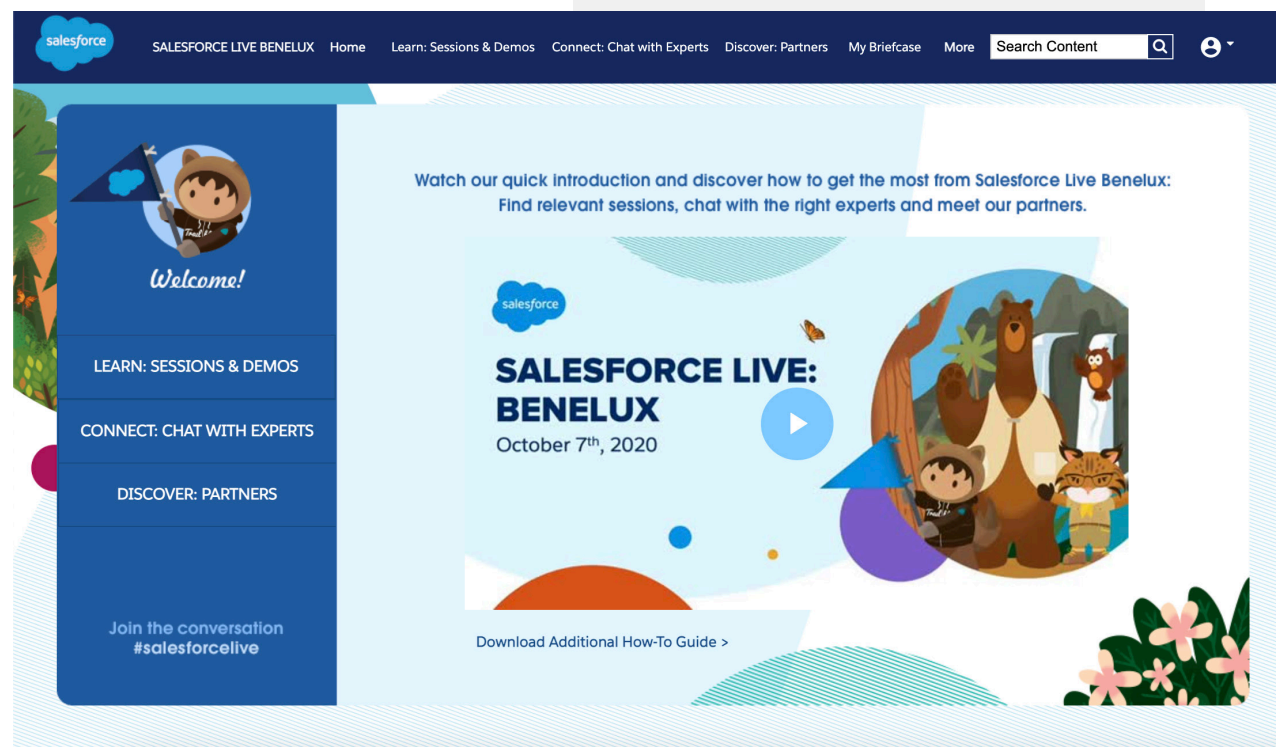 salesforce
SALESFORCE LIVE BENELUX Home Learn: Sessions & Demos Connect: Chat with Experts Discover: Partners My Briefcase More Search Content
Welcome!
LEARN: SESSIONS & DEMOS
CONNECT: CHAT WITH EXPERTS
DISCOVER: PARTNERS
Join the conversation
#salesforcelive
Watch our quick introduction and discover how to get the most from Salesforce Live Benelux:
Find relevant sessions, chat with the right experts and meet our partners.
salesforce
SALESFORCE LIVE:
BENELUX
October 7th, 2020
Download Additional How-To Guide >